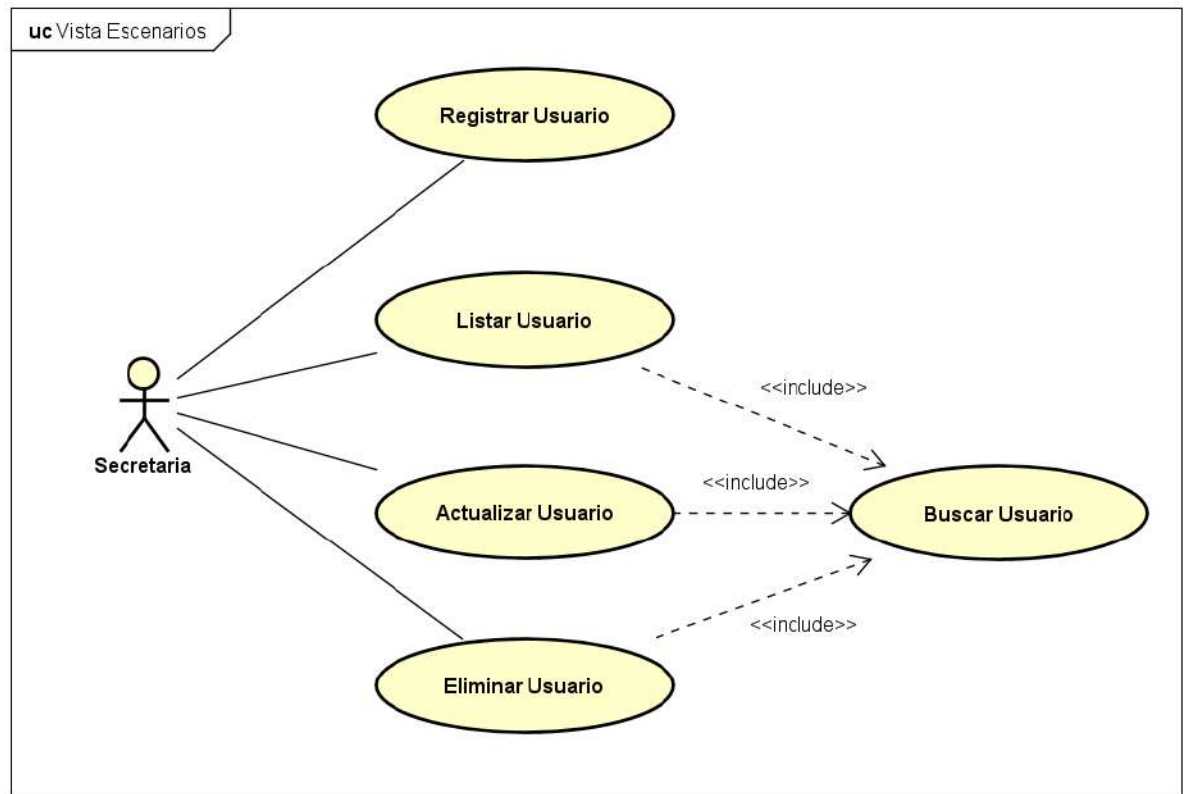 uc Vista Escenarios
Registrar Usuario
Listar Usuario
<<include>>
Secretaria
<<include>>
Actualizar Usuario
Buscar Usuario
<<include>>
Eliminar Usuario